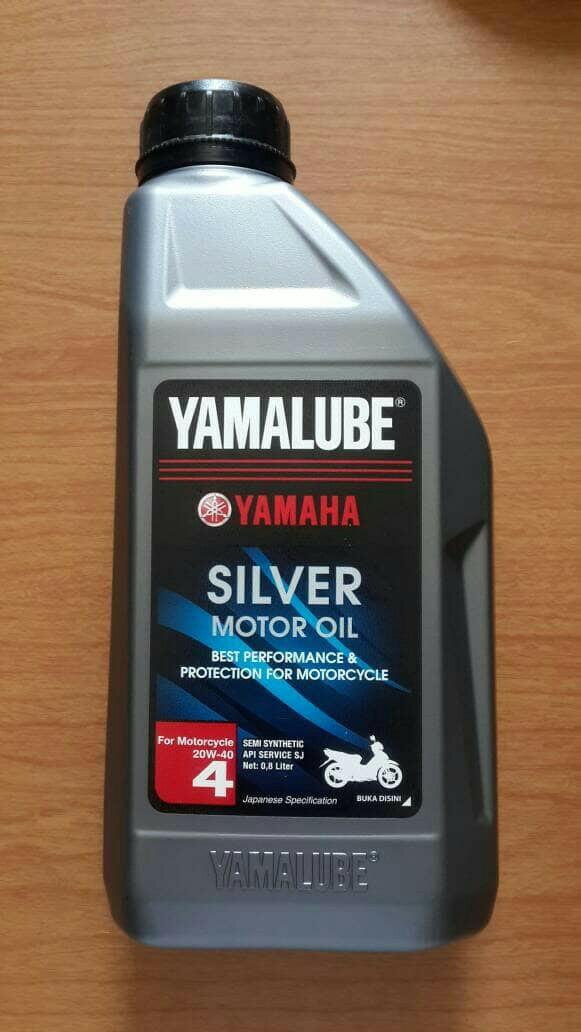 YAMALUBE®
YAMAHA
SILVER
MOTOR OIL
BEST PERFORMANCE &
PROTECTION FOR MOTORCYCLE
For Motorcycle
20W-40
4
SEMI SYNTHETIC
API SERVICE SJ
Net: 0,8 Liter
Japanese Specification
BUKA DISINI
YAMALUBE®